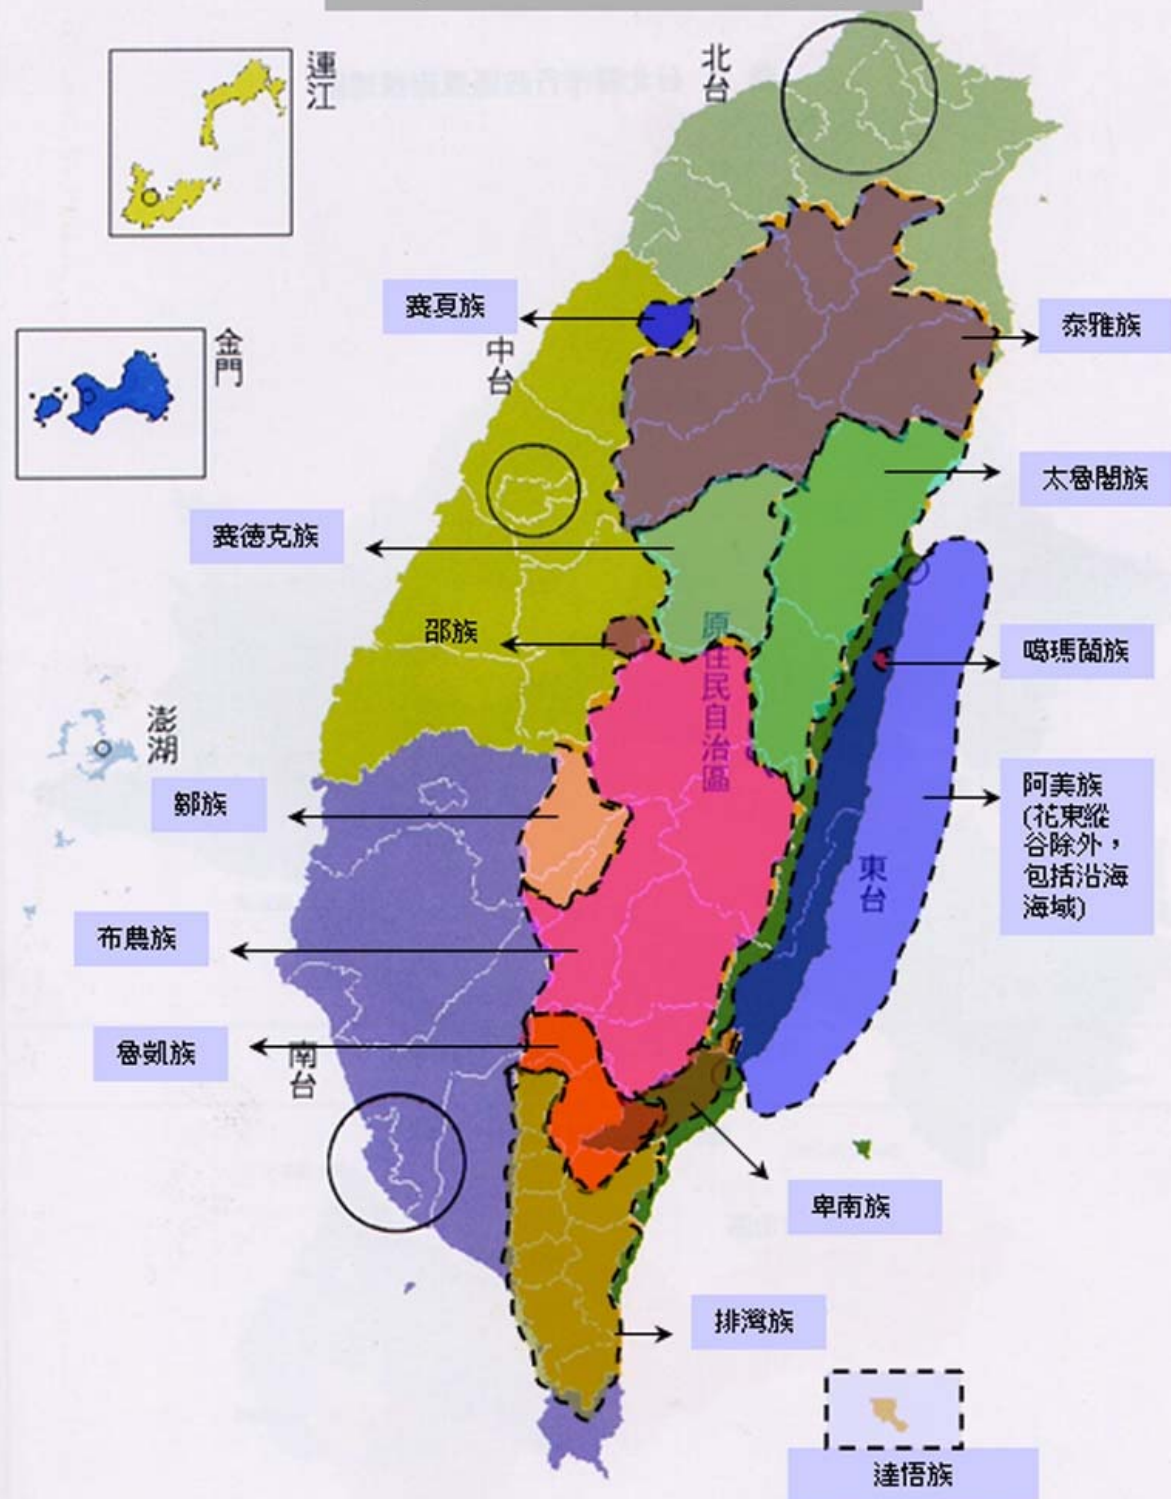 連江
北台
賽夏族
泰雅族
金門
中台
太魯閣族
賽德克族
邵族
原住民自治區
噶瑪蘭族
澎湖
鄒族
阿美族
(花東縱
谷除外，
包括沿海
海域)
東台
布農族
魯凱族
南台
卑南族
排灣族
達悟族